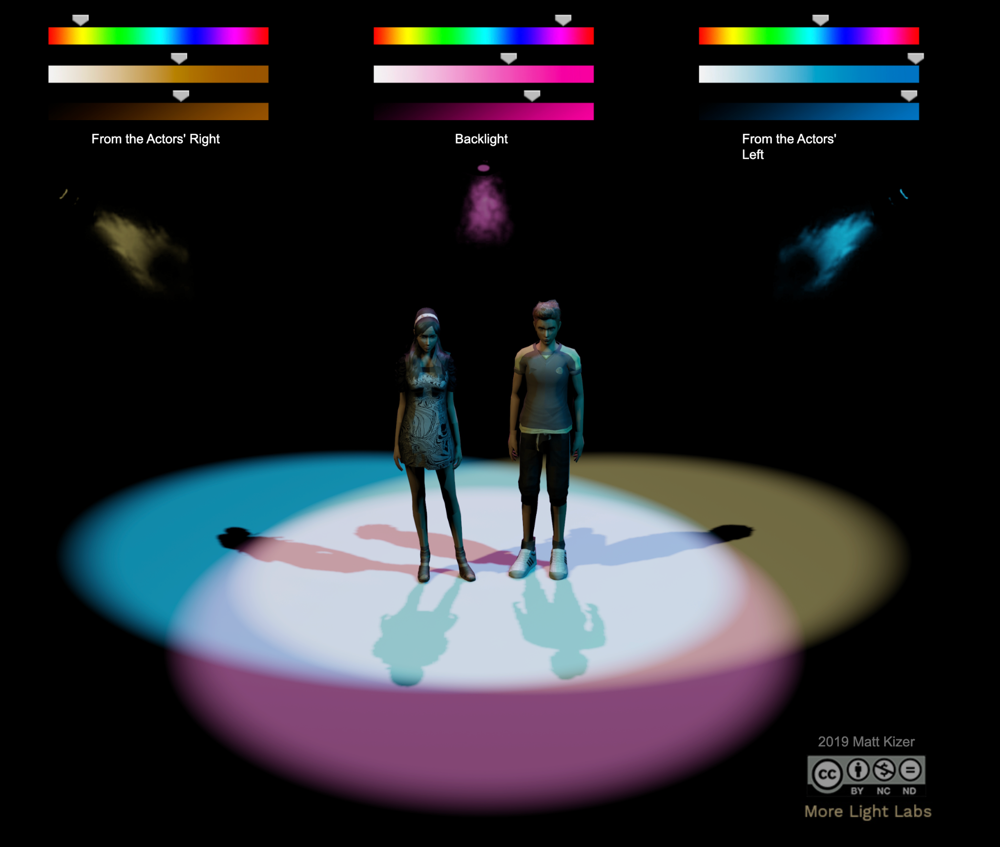 From the Actors' Right
Backlight
From the Actors'
Left
2019 Matt Kizer
cc
BY NC ND
More Light Labs